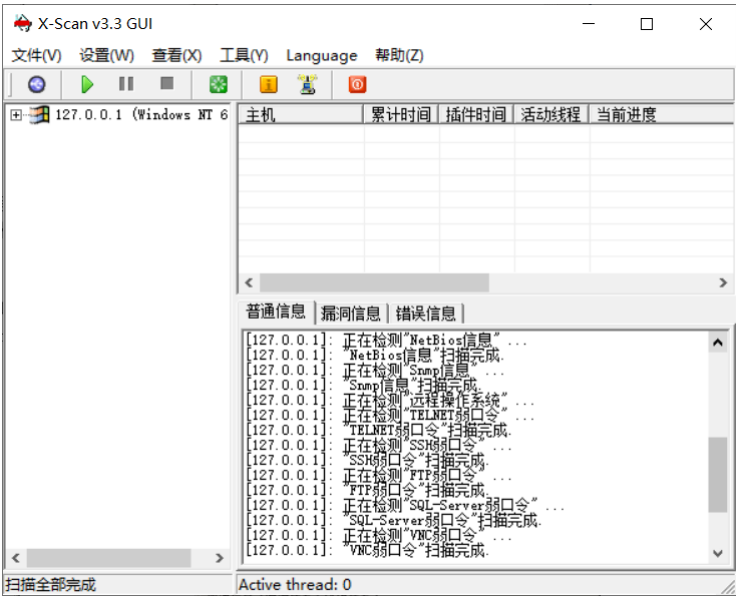 X-Scan v3.3 GUI
文件(V) 设置(W) 查看(X) 工具(Y) Language 帮助(Z)
127.0.0.1 (Windows NT 6
主机 累计时间 插件时间 活动线程 当前进度
普通信息 漏洞信息 错误信息
[127.0.0.1]: 正在检测"NetBios信息" ...
[127.0.0.1]: "NetBios信息"扫描完成.
[127.0.0.1]: 正在检测"Snmp信息" ...
[127.0.0.1]: "Snmp信息"扫描完成.
[127.0.0.1]: 正在检测"远程操作系统" ...
[127.0.0.1]: 正在检测"TELNET弱口令" ...
[127.0.0.1]: "TELNET弱口令"扫描完成.
[127.0.0.1]: 正在检测"SSH弱口令" ...
[127.0.0.1]: "SSH弱口令"扫描完成.
[127.0.0.1]: 正在检测"FTP弱口令" ...
[127.0.0.1]: "FTP弱口令"扫描完成.
[127.0.0.1]: 正在检测"SQL-Server弱口令" ...
[127.0.0.1]: "SQL-Server弱口令"扫描完成.
[127.0.0.1]: 正在检测"VNC弱口令" ...
[127.0.0.1]: "VNC弱口令"扫描完成.
扫描全部完成 Active thread: 0